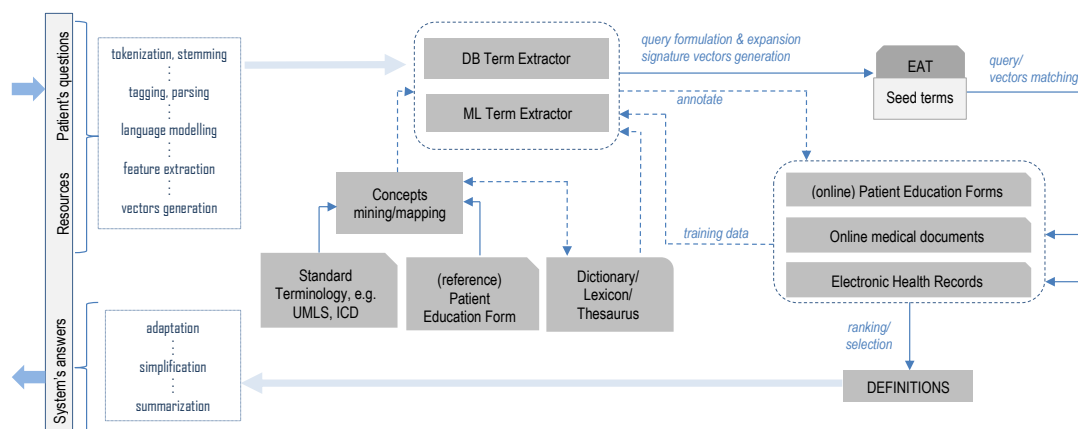 Patient's questions
Resources
System's answers
tokenization, stemming
tagging, parsing
language modelling
feature extraction
vectors generation
DB Term Extractor
ML Term Extractor
query formulation & expansion
signature vectors generation
annotate
EAT
Seed terms
query/
vectors matching
Concepts
mining/mapping
training data
(online) Patient Education Forms
Online medical documents
Electronic Health Records
Standard
Terminology, e.g.
UMLS, ICD
(reference)
Patient
Education Form
Dictionary/
Lexicon/
Thesaurus
ranking/
selection
adaptation
simplification
summarization
DEFINITIONS